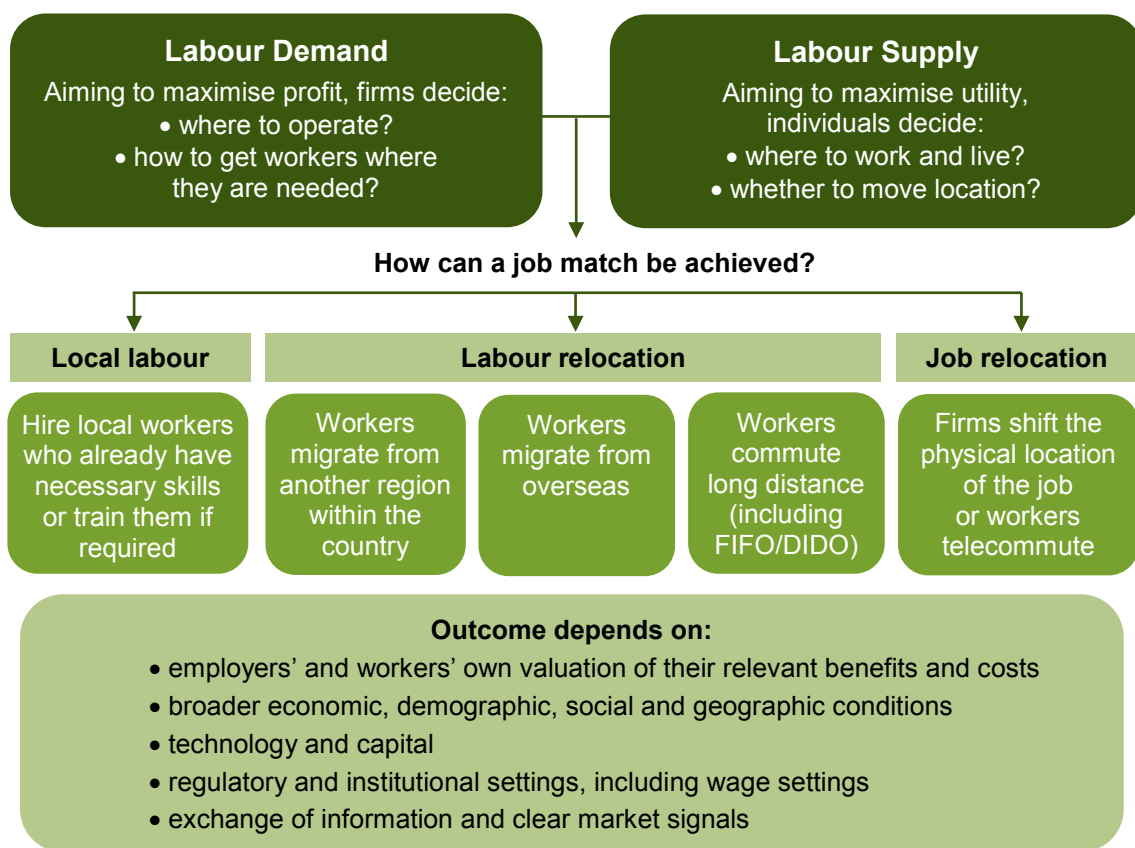 Labour Demand
Aiming to maximise profit, firms decide:
• where to operate?
• how to get workers where
they are needed?
Labour Supply
Aiming to maximise utility,
individuals decide:
• where to work and live?
• whether to move location?
How can a job match be achieved?
Local labour
Labour relocation
Job relocation
Hire local workers
who already have
necessary skills
or train them if
required
Workers
migrate from
another region
within the
country
Workers
migrate from
overseas
Workers
commute
long distance
(including
FIFO/DIDO)
Firms shift the
physical location
of the job
or workers
telecommute
Outcome depends on:
• employers’ and workers’ own valuation of their relevant benefits and costs
• broader economic, demographic, social and geographic conditions
• technology and capital
• regulatory and institutional settings, including wage settings
• exchange of information and clear market signals